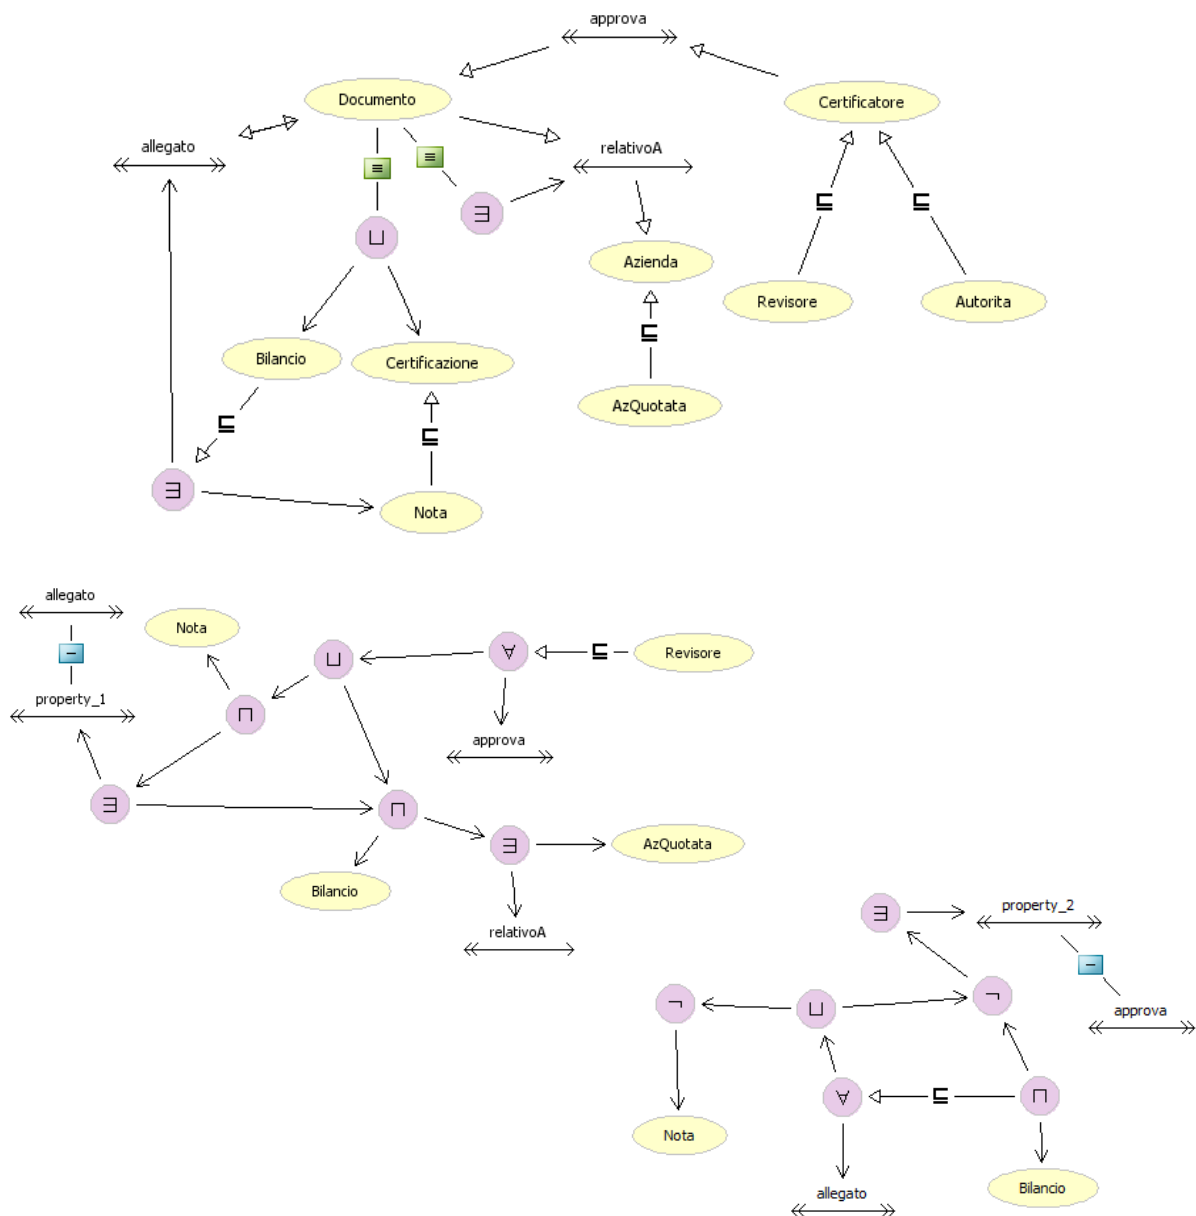 approva
Documento
Certificatore
allegato
≡
≡
relativoA
∃
⊔
⊑
⊑
Azienda
Revisore
Autorita
⊑
Bilancio
Certificazione
AzQuotata
⊑
⊑
∃
Nota
allegato
Nota
−
⊔
∀
⊑
Revisore
property_1
⊓
approva
∃
⊓
∃
AzQuotata
Bilancio
relativoA
∃
property_2
−
¬
⊔
¬
approva
∀
⊑
⊓
Nota
allegato
Bilancio